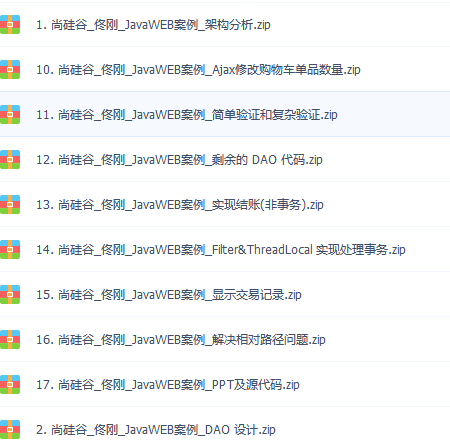 1. 尚硅谷_佟刚_JavaWEB案例_架构分析.zip
10. 尚硅谷_佟刚_JavaWEB案例_Ajax修改购物车单品数量.zip
11. 尚硅谷_佟刚_JavaWEB案例_简单验证和复杂验证.zip
12. 尚硅谷_佟刚_JavaWEB案例_剩余的 DAO 代码.zip
13. 尚硅谷_佟刚_JavaWEB案例_实现结账(非事务).zip
14. 尚硅谷_佟刚_JavaWEB案例_Filter&ThreadLocal 实现处理事务.zip
15. 尚硅谷_佟刚_JavaWEB案例_显示交易记录.zip
16. 尚硅谷_佟刚_JavaWEB案例_解决相对路径问题.zip
17. 尚硅谷_佟刚_JavaWEB案例_PPT及源代码.zip
2. 尚硅谷_佟刚_JavaWEB案例_DAO 设计.zip